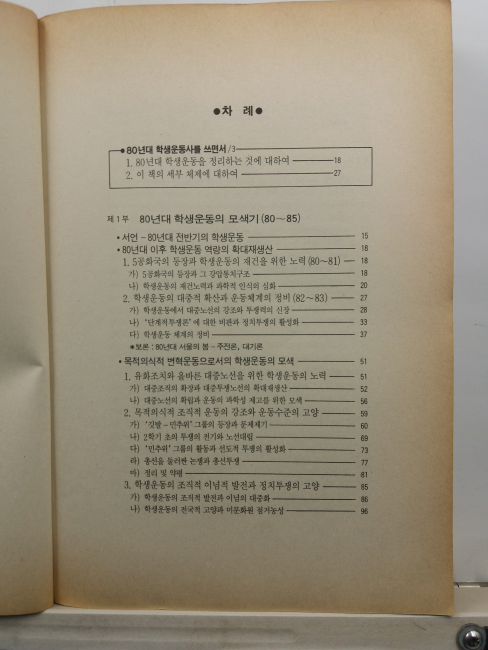 ●차 례●
● 80년대 학생운동사를 쓰면서/3
1. 80년대 학생운동을 정리하는 것에 대하여 18
2. 이 책의 세부 체제에 대하여 27
제 1 부 80년대 학생운동의 모색기(80~85)
• 서언 - 80년대 전반기의 학생운동 15
• 80년대 이후 학생운동 역량의 확대재생산 18
1. 5공화국의 등장과 학생운동의 재건을 위한 노력(80~81) 18
가) 5공화국의 등장과 그 강압통치구조 18
나) 학생운동의 재건노력과 과학적 인식의 심화 20
2. 학생운동의 대중적 확산과 운동체계의 정비(82~83) 27
가) 학생운동에서 대중노선의 강조와 투쟁력의 신장 28
나) '단계적투쟁론'에 대한 비판과 정치투쟁의 활성화 33
다) 학생운동 체계의 정비 37
※보론 : 80년대 서울의 봄 – 주전론, 대기론
• 목적의식적 변혁운동으로서의 학생운동의 모색 51
1. 유화조치와 올바른 대중노선을 위한 학생운동의 노력 51
가) 대중조직의 확장과 대중투쟁노선의 확대재생산 52
나) 대중노선의 확립과 운동의 과학성 제고를 위한 모색 56
2. 목적의식적 조직적 운동의 강조와 운동수준의 고양 59
가) '깃발–민추위' 그룹의 등장과 문제제기 60
나) 2학기 초의 투쟁의 전기와 노선대립 69
다) '민추위' 그룹의 활동과 선도적 투쟁의 활성화 73
라) 총선을 둘러싼 논쟁과 총선투쟁 77
마) 정리 및 약평 81
3. 학생운동의 조직적 이념적 발전과 정치투쟁의 고양 85
가) 학생운동의 조직적 발전과 이념의 대중화 86
나) 학생운동의 전국적 고양과 미문화원 점거농성 96